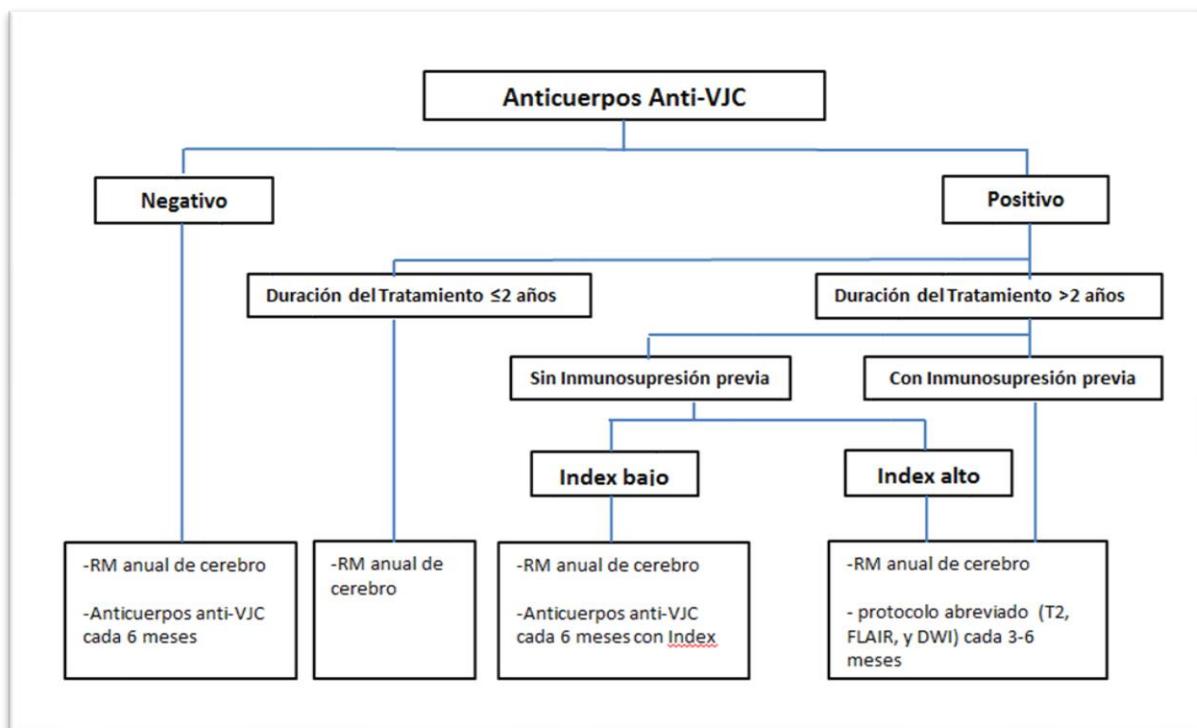 Anticuerpos Anti-VJC
Negativo
Positivo
Duración del Tratamiento ≤2 años
Duración del Tratamiento >2 años
Sin Inmunosupresión previa
Con Inmunosupresión previa
Index bajo
Index alto
-RM anual de cerebro
-Anticuerpos anti-VJC
cada 6 meses
-RM anual de
cerebro
-RM anual de cerebro
-Anticuerpos anti-VJC
cada 6 meses con Index
-RM anual de cerebro
- protocolo abreviado (T2,
FLAIR, y DWI) cada 3-6
meses